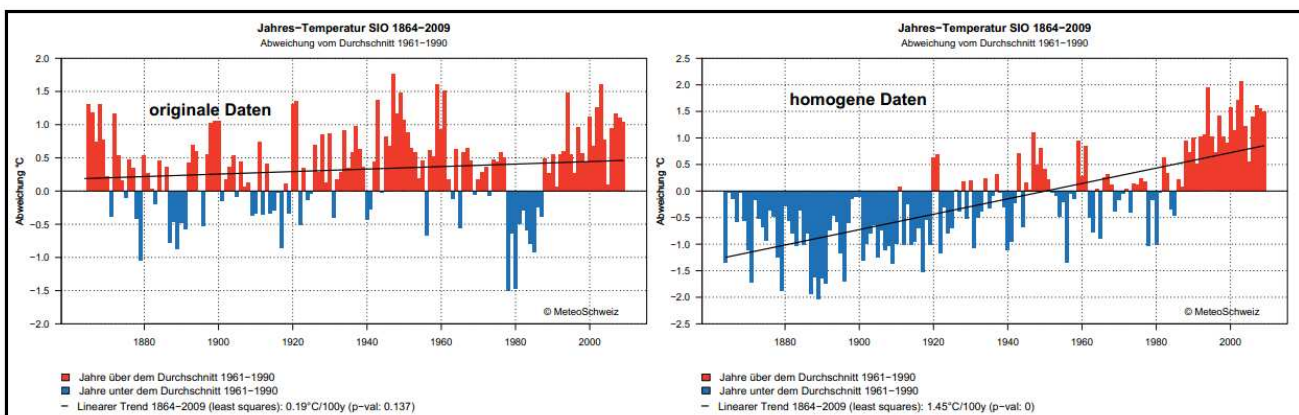 Jahres−Temperatur SIO 1864−2009
Abweichung vom Durchschnitt 1961−1990
2.0
1.5
1.0
0.5
0.0
−0.5
−1.0
−1.5
−2.0
Abweichung °C
originale Daten
© MeteoSchweiz
1880
1900
1920
1940
1960
1980
2000
Jahre über dem Durchschnitt 1961−1990
Jahre unter dem Durchschnitt 1961−1990
Linearer Trend 1864−2009 (least squares): 0.19°C/100y (p−val: 0.137)
Jahres−Temperatur SIO 1864−2009
Abweichung vom Durchschnitt 1961−1990
2.5
2.0
1.5
1.0
0.5
0.0
−0.5
−1.0
−1.5
−2.0
−2.5
Abweichung °C
homogene Daten
© MeteoSchweiz
1880
1900
1920
1940
1960
1980
2000
Jahre über dem Durchschnitt 1961−1990
Jahre unter dem Durchschnitt 1961−1990
Linearer Trend 1864−2009 (least squares): 1.45°C/100y (p−val: 0)